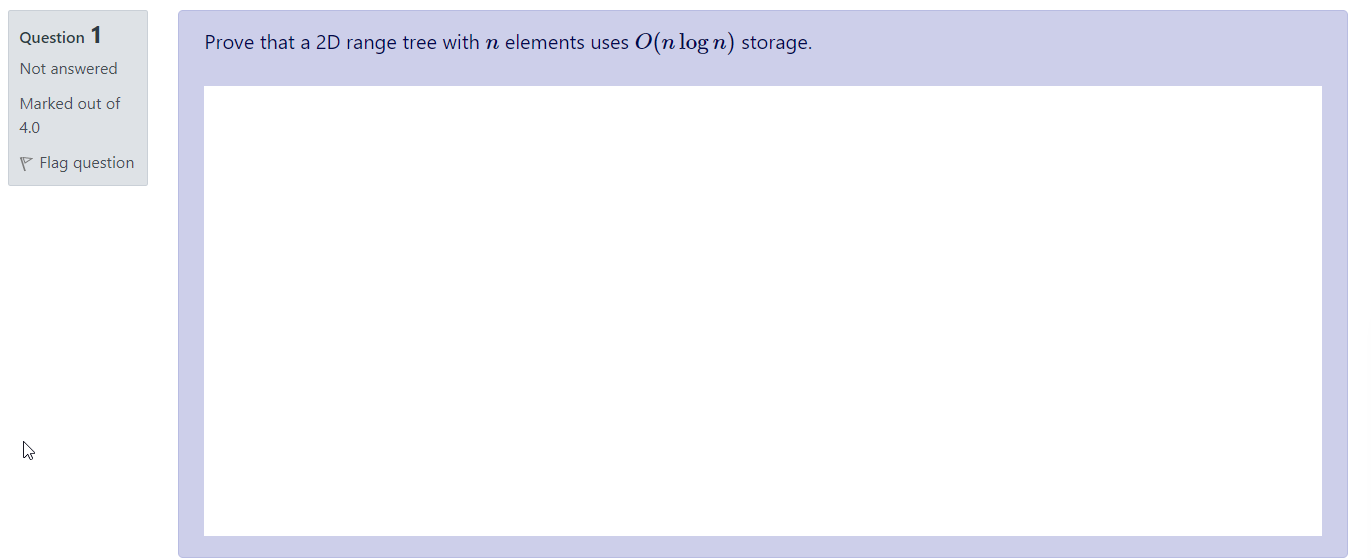 Question 1
Not answered
Marked out of
4.0
Flag question
Prove that a 2D range tree with n elements uses O(n log n) storage.